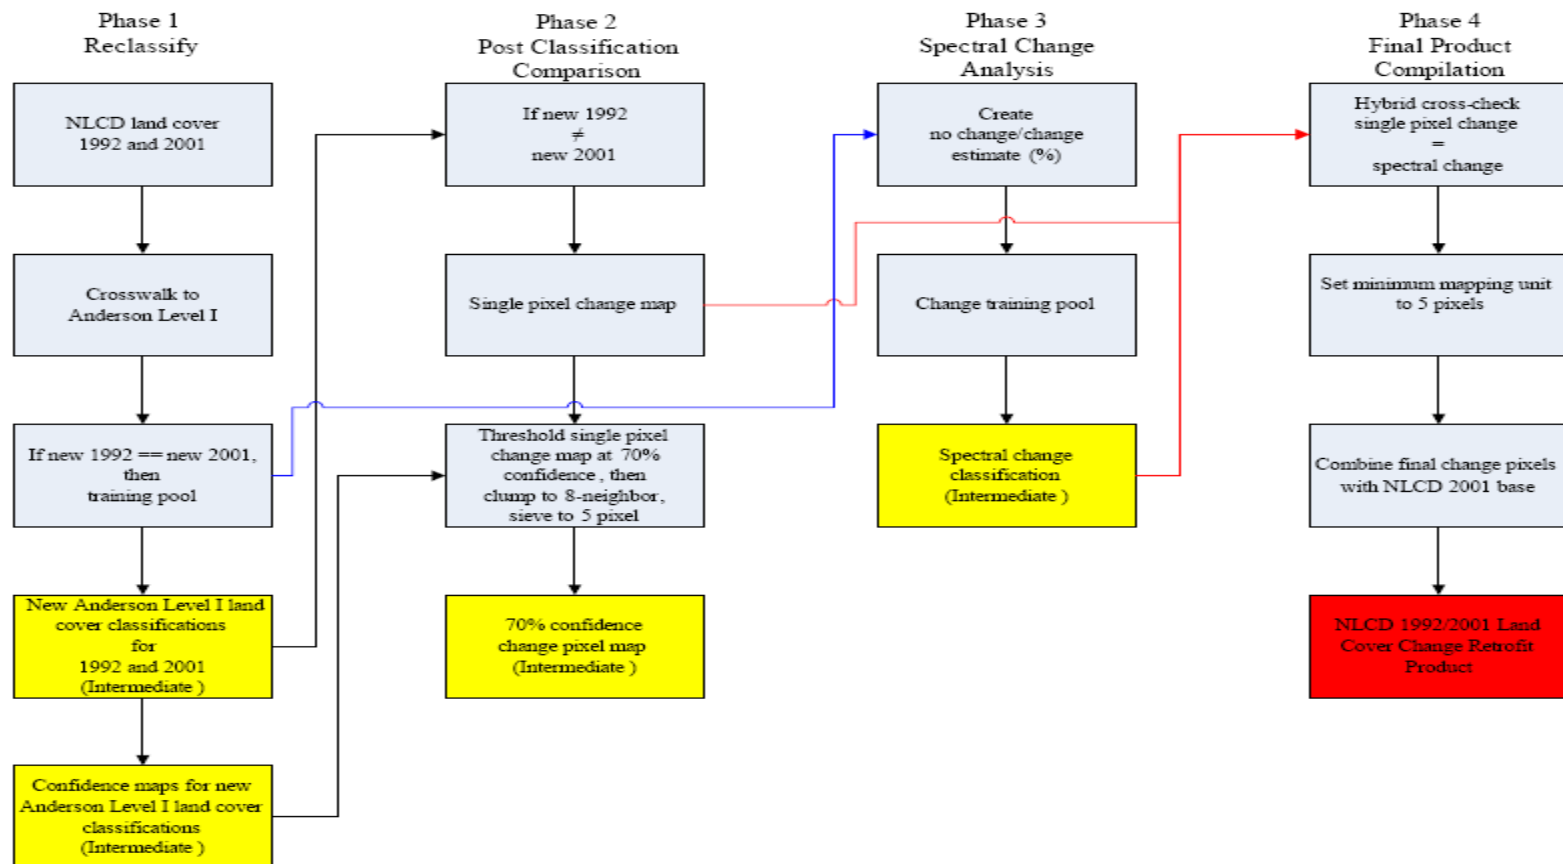 Phase 1
Reclassify
NLCD land cover
1992 and 2001
Crosswalk to
Anderson Level I
If new 1992 == new 2001,
then
training pool
New Anderson Level I land
cover classifications
for
1992 and 2001
(Intermediate )
Confidence maps for new
Anderson Level I land cover
classifications
(Intermediate )
Phase 2
Post Classification
Comparison
If new 1992
≠
new 2001
Single pixel change map
Threshold single pixel
change map at 70%
confidence , then
clump to 8-neighbor,
sieve to 5 pixel
70% confidence
change pixel map
(Intermediate )
Phase 3
Spectral Change
Analysis
Create
no change/change
estimate (%)
Change training pool
Spectral change
classification
(Intermediate )
Phase 4
Final Product
Compilation
Hybrid cross-check
single pixel change
=
spectral change
Set minimum mapping unit
to 5 pixels
Combine final change pixels
with NLCD 2001 base
NLCD 1992/2001 Land
Cover Change Retrofit
Product